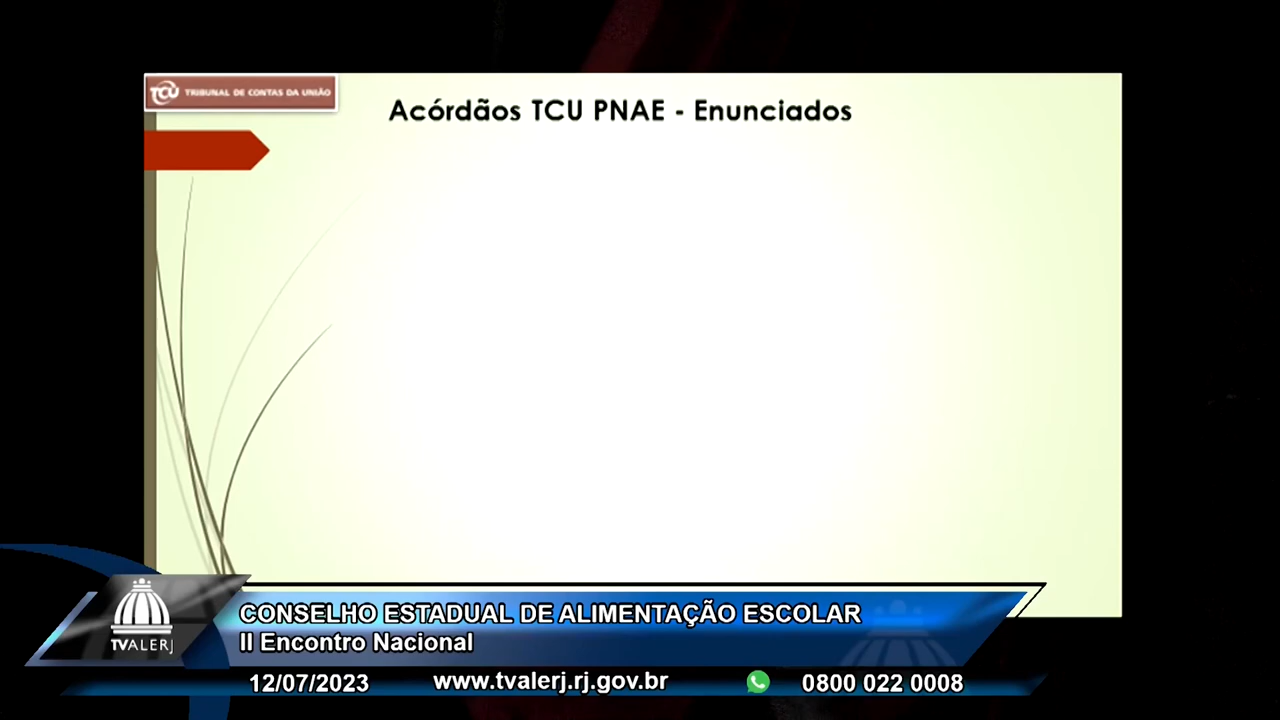 TCU TRIBUNAL DE CONTAS DA UNIÃO
Acórdãos TCU PNAE - Enunciados
CONSELHO ESTADUAL DE ALIMENTAÇÃO ESCOLAR
II Encontro Nacional
TVALERJ
12/07/2023 www.tvalerj.rj.gov.br 0800 022 0008